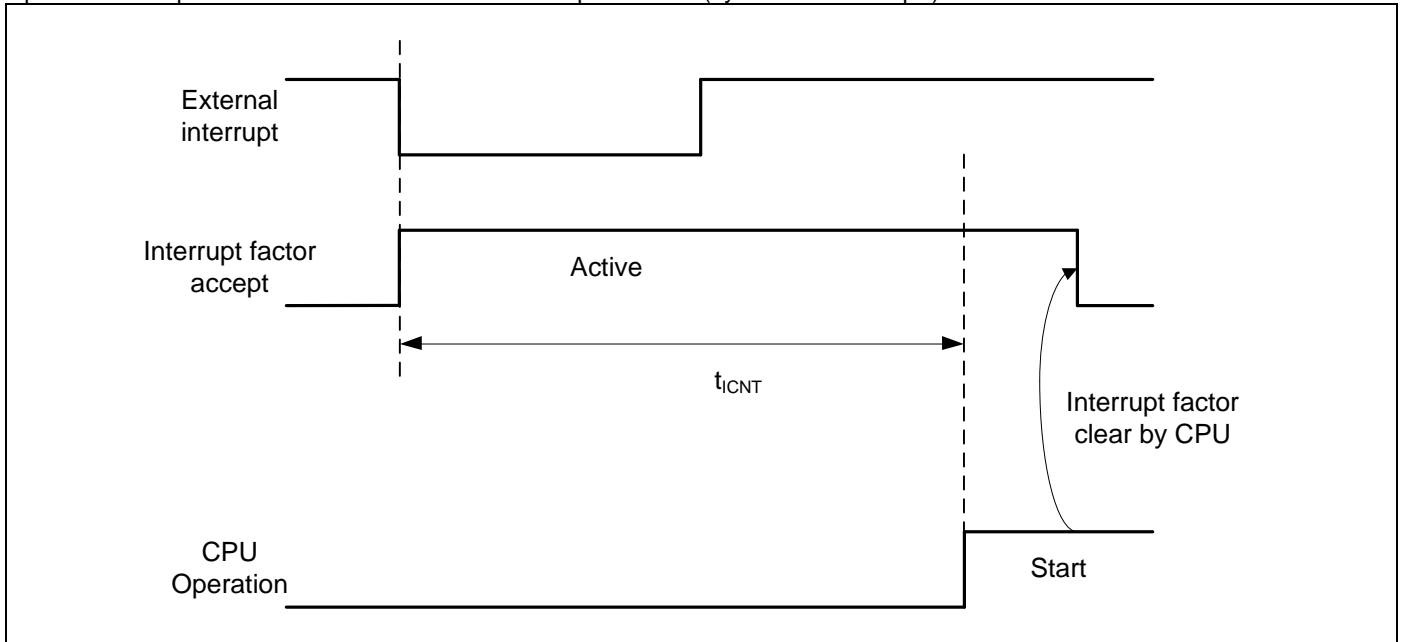 External
interrupt
Interrupt factor
accept
Active
tICNT
Interrupt factor
clear by CPU
CPU
Operation
Start